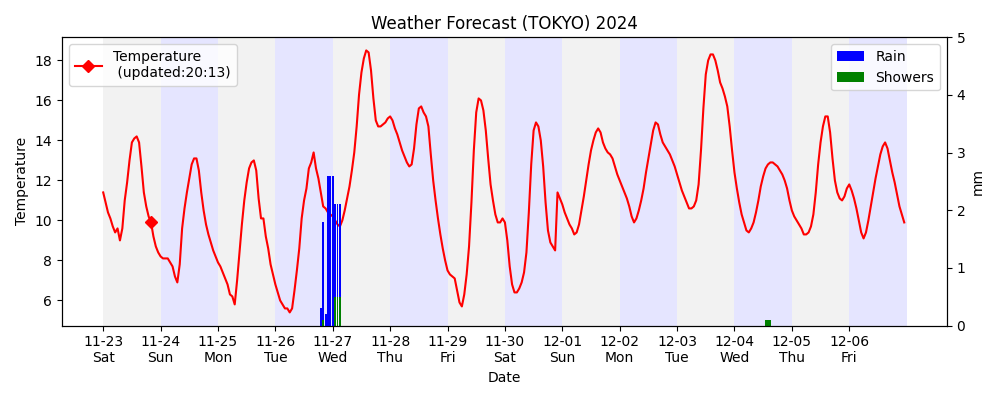 Weather Forecast (TOKYO) 2024
Temperature
(updated:20:13)
Rain
Showers
18
16
14
12
10
8
6
Temperature
5
4
3
2
1
0
mm
11-23 11-24 11-25 11-26 11-27 11-28 11-29 11-30 12-01 12-02 12-03 12-04 12-05 12-06
Sat Sun Mon Tue Wed Thu Fri Sat Sun Mon Tue Wed Thu Fri
Date